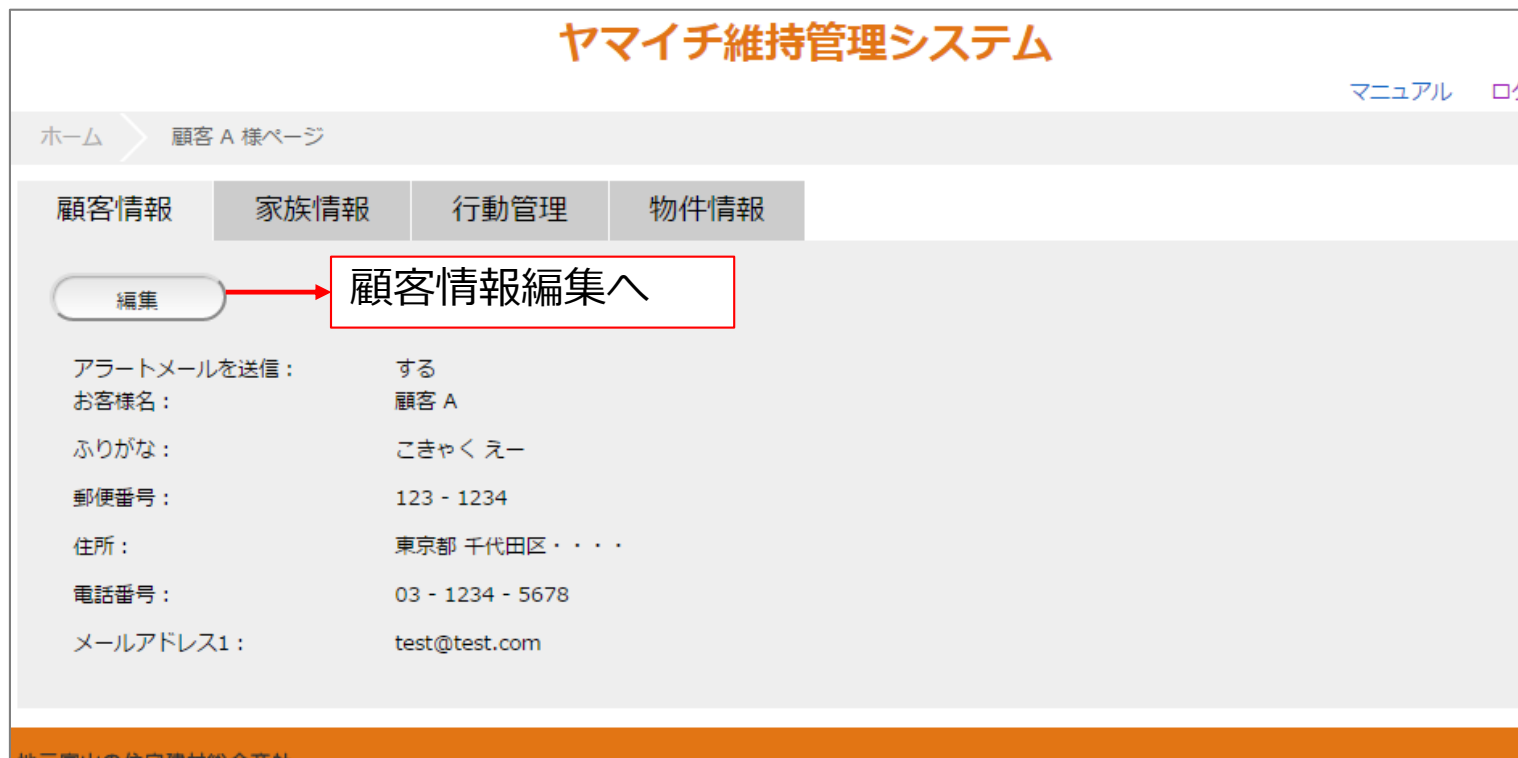 ヤマイチ維持管理システム
マニュアル
ホーム 顧客 A 様ページ
顧客情報 家族情報 行動管理 物件情報
編集 顧客情報編集へ
アラートメールを送信： する
お客様名： 顧客 A
ふりがな： こきゃく えー
郵便番号： 123 - 1234
住所： 東京都 千代田区・・・・
電話番号： 03 - 1234 - 5678
メールアドレス1： test@test.com